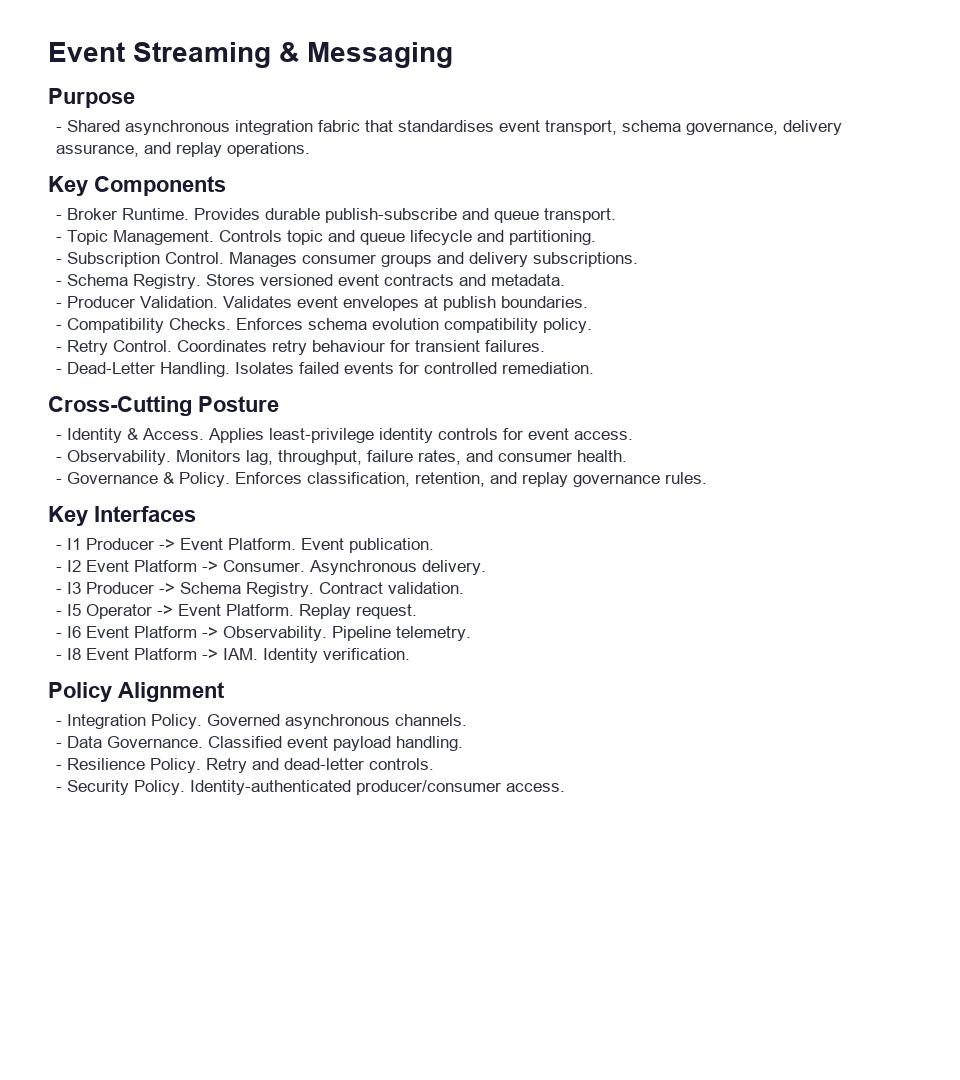 Event Streaming & Messaging
Purpose
- Shared asynchronous integration fabric that standardises event transport, schema governance, delivery
assurance, and replay operations.
Key Components
- Broker Runtime. Provides durable publish-subscribe and queue transport.
- Topic Management. Controls topic and queue lifecycle and partitioning.
- Subscription Control. Manages consumer groups and delivery subscriptions.
- Schema Registry. Stores versioned event contracts and metadata.
- Producer Validation. Validates event envelopes at publish boundaries.
- Compatibility Checks. Enforces schema evolution compatibility policy.
- Retry Control. Coordinates retry behaviour for transient failures.
- Dead-Letter Handling. Isolates failed events for controlled remediation.
Cross-Cutting Posture
- Identity & Access. Applies least-privilege identity controls for event access.
- Observability. Monitors lag, throughput, failure rates, and consumer health.
- Governance & Policy. Enforces classification, retention, and replay governance rules.
Key Interfaces
- I1 Producer -> Event Platform. Event publication.
- I2 Event Platform -> Consumer. Asynchronous delivery.
- I3 Producer -> Schema Registry. Contract validation.
- I5 Operator -> Event Platform. Replay request.
- I6 Event Platform -> Observability. Pipeline telemetry.
- I8 Event Platform -> IAM. Identity verification.
Policy Alignment
- Integration Policy. Governed asynchronous channels.
- Data Governance. Classified event payload handling.
- Resilience Policy. Retry and dead-letter controls.
- Security Policy. Identity-authenticated producer/consumer access.